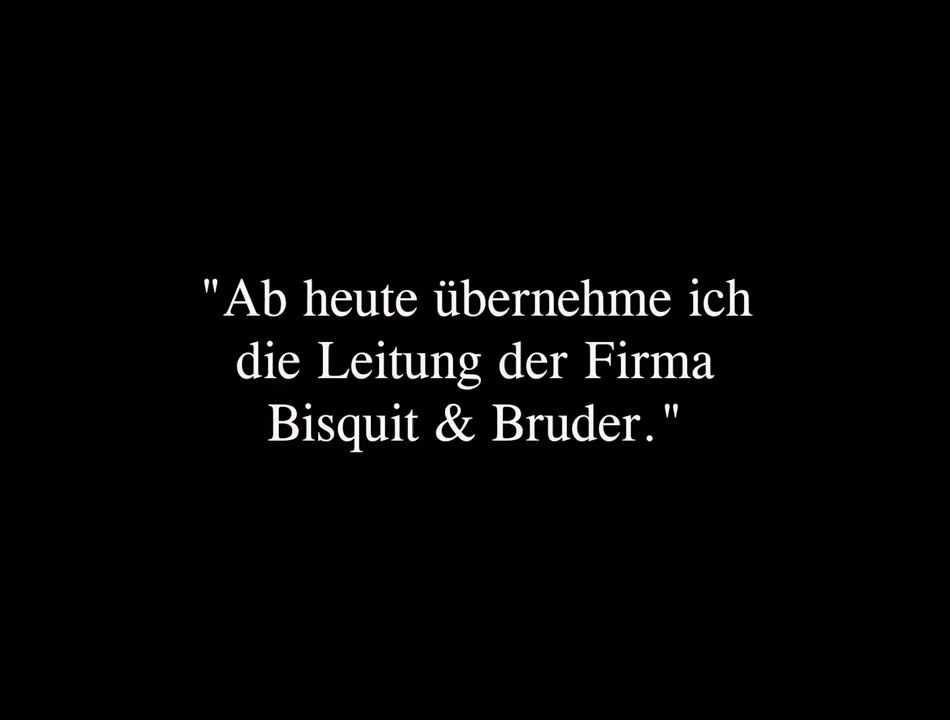 "Ab heute übernehme ich
die Leitung der Firma
Bisquit & Bruder."